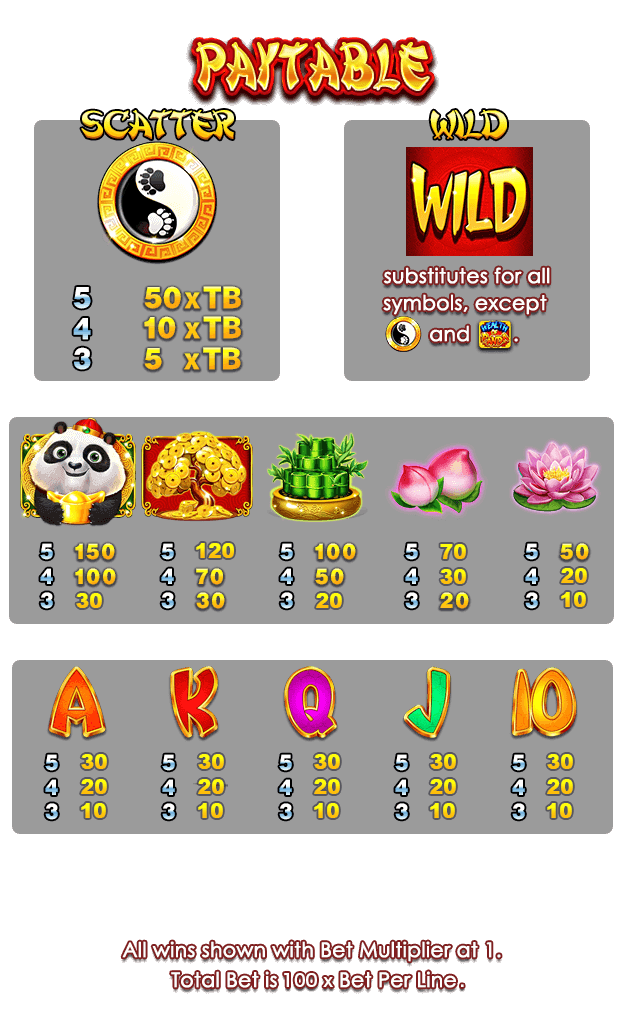 PAYTABLE
SCATTER
5 50xTB
4 10xTB
3 5 xTB
WILD
WILD
substitutes for all
symbols, except
and WEALTH .
5 150 5 120 5 100 5 70 5 50
4 100 4 70 4 50 4 30 4 20
3 30 3 30 3 20 3 20 3 10
A K Q J 10
5 30 5 30 5 30 5 30 5 30
4 20 4 20 4 20 4 20 4 20
3 10 3 10 3 10 3 10 3 10
All wins shown with Bet Multiplier at 1.
Total Bet is 100 x Bet Per Line.